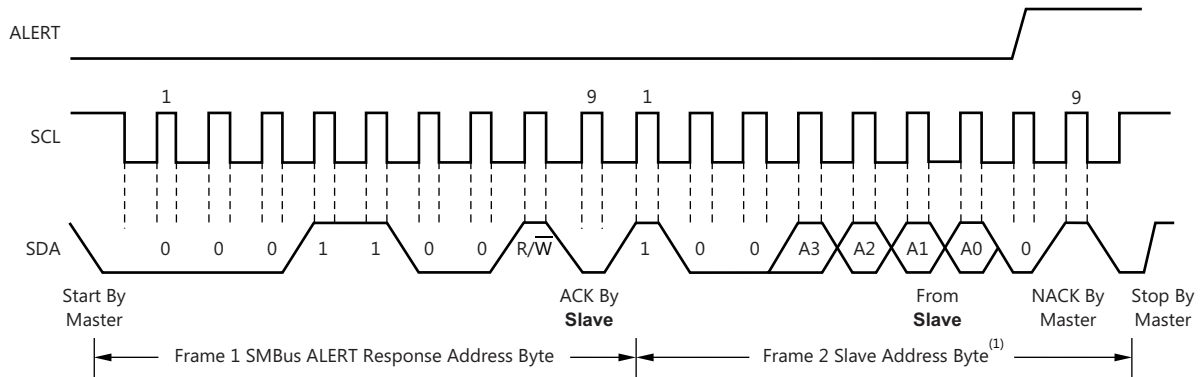 ALERT
1 9 1 9
SCL
SDA 0 0 0 1 1 0 0 R/W̅ 1 0 0 A3 A2 A1 A0 0
Start By
Master
ACK By
Slave
From
Slave
NACK By
Master
Stop By
Master
Frame 1 SMBus ALERT Response Address Byte
Frame 2 Slave Address Byte(1)